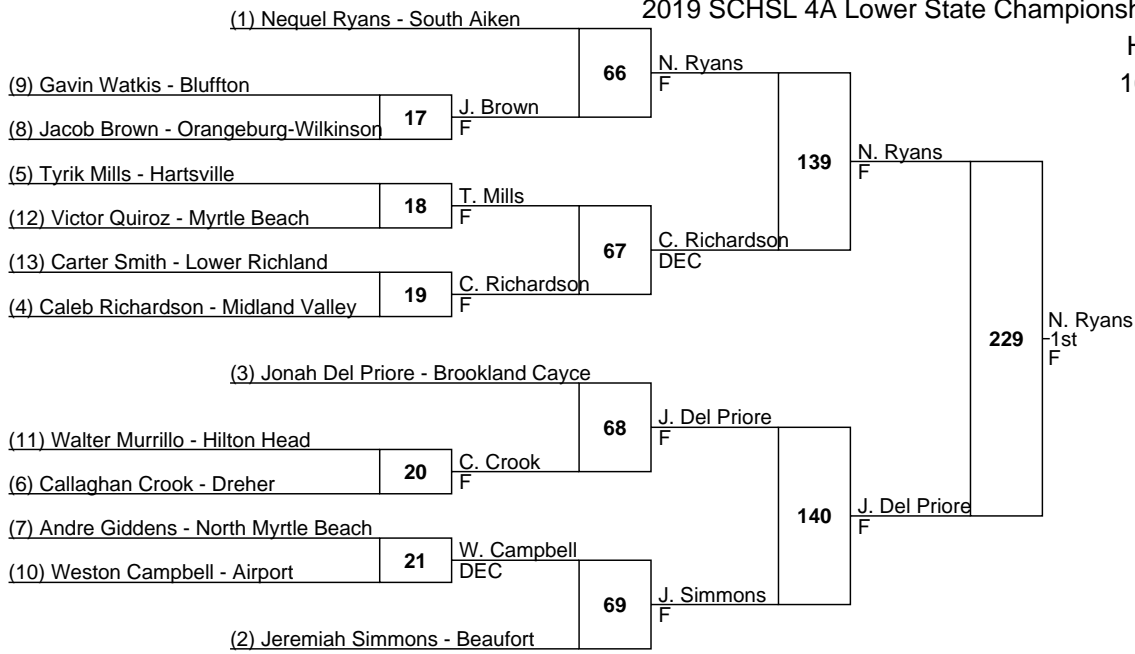 2019 SCHSL 4A Lower State Championsh
H
1
(1) Nequel Ryans - South Aiken
66
N. Ryans
F
(9) Gavin Watkis - Bluffton
17
J. Brown
F
(8) Jacob Brown - Orangeburg-Wilkinson
139
N. Ryans
F
(5) Tyrik Mills - Hartsville
18
T. Mills
F
(12) Victor Quiroz - Myrtle Beach
67
C. Richardson
DEC
(13) Carter Smith - Lower Richland
19
C. Richardson
F
(4) Caleb Richardson - Midland Valley
229
N. Ryans
1st
F
(3) Jonah Del Priore - Brookland Cayce
68
J. Del Priore
F
(11) Walter Murrillo - Hilton Head
20
C. Crook
F
(6) Callaghan Crook - Dreher
140
J. Del Priore
F
(7) Andre Giddens - North Myrtle Beach
21
W. Campbell
DEC
(10) Weston Campbell - Airport
69
J. Simmons
F
(2) Jeremiah Simmons - Beaufort